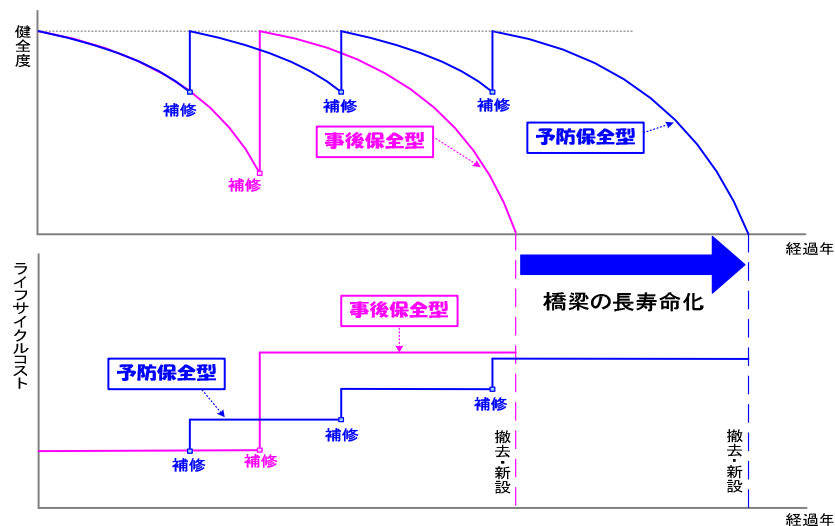 健全度
補修
補修
補修
事後保全型
予防保全型
補修
経過年
橋梁の長寿命化
ライフサイクルコスト
事後保全型
予防保全型
補修
補修
補修
補修
撤去・新設
撤去・新設
経過年